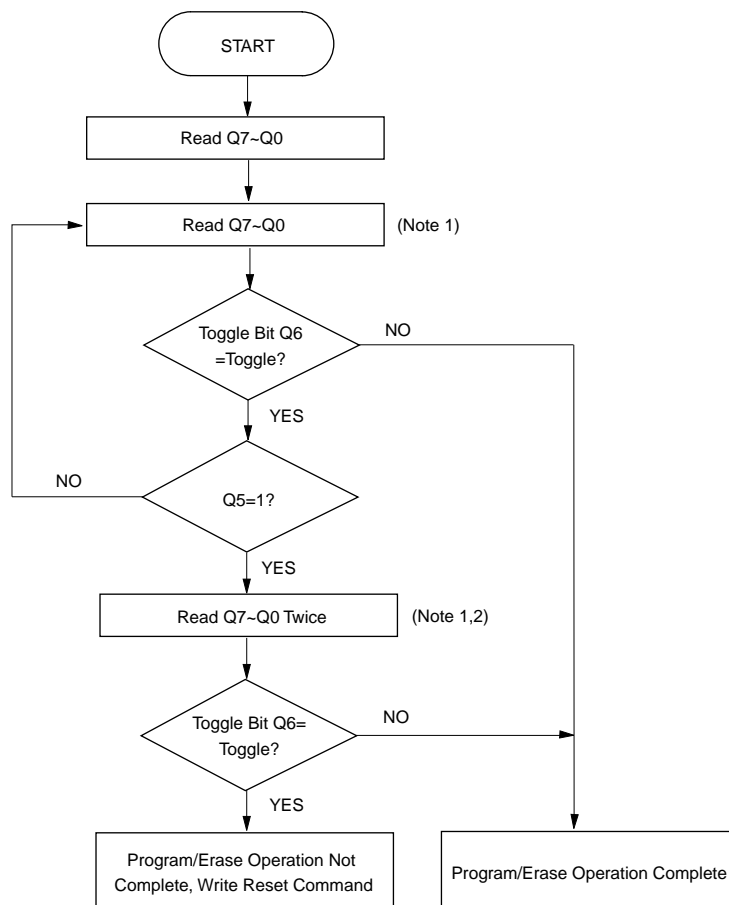 START
Read Q7~Q0
Read Q7~Q0
(Note 1)
Toggle Bit Q6
=Toggle?
NO
YES
NO
Q5=1?
YES
Read Q7~Q0 Twice
(Note 1,2)
Toggle Bit Q6=
Toggle?
NO
YES
Program/Erase Operation Not
Complete, Write Reset Command
Program/Erase Operation Complete